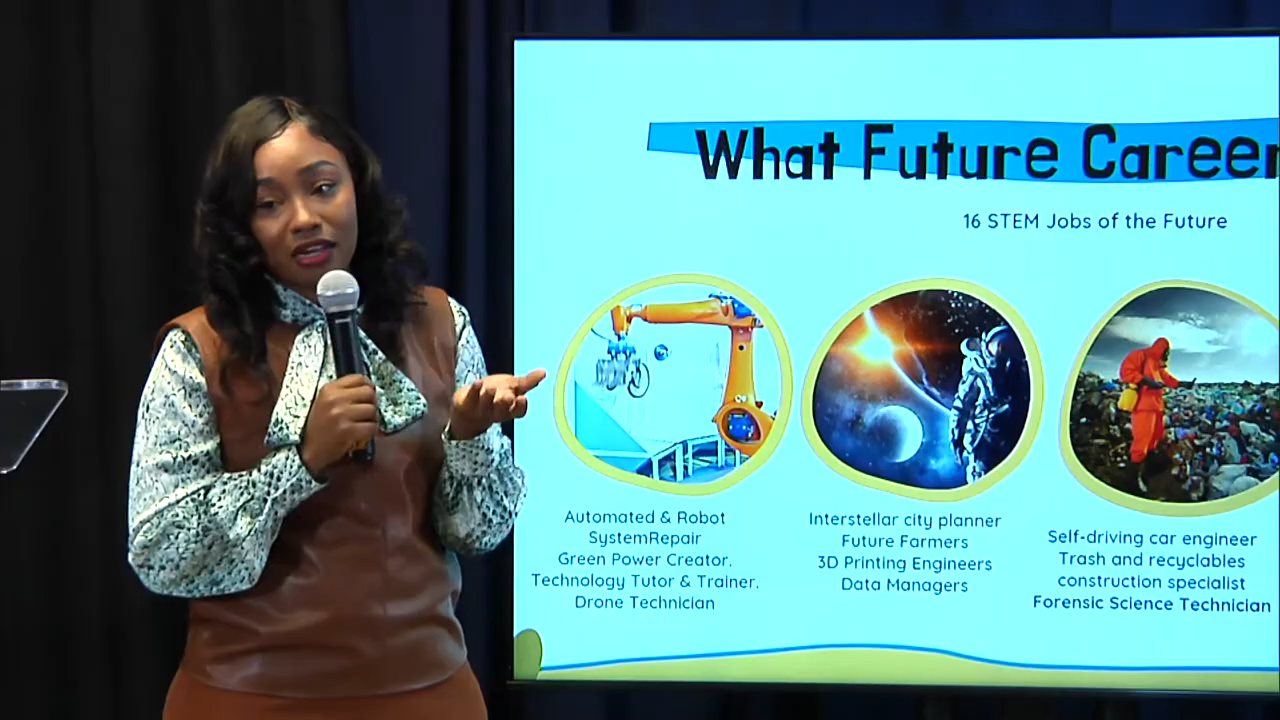 What Future Career
16 STEM Jobs of the Future
Automated & Robot
SystemRepair
Green Power Creator.
Technology Tutor & Trainer.
Drone Technician
Interstellar city planner
Future Farmers
3D Printing Engineers
Data Managers
Self-driving car engineer
Trash and recyclables
construction specialist
Forensic Science Technician